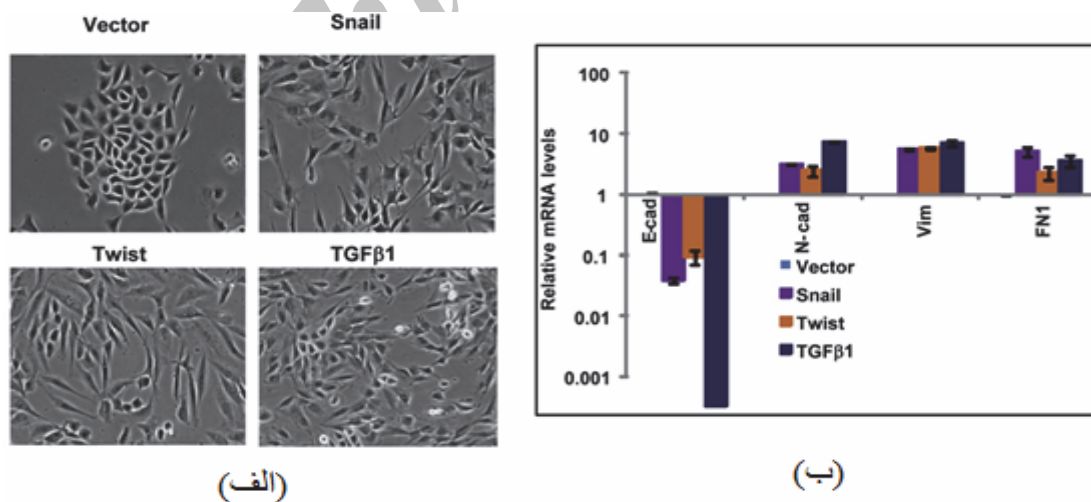 Vector
Snail
Twist
TGFβ1
(الف)
Relative mRNA levels
100
10
1
0.1
0.01
0.001
E-cad
N-cad
Vim
FN1
Vector
Snail
Twist
TGFβ1
(ب)